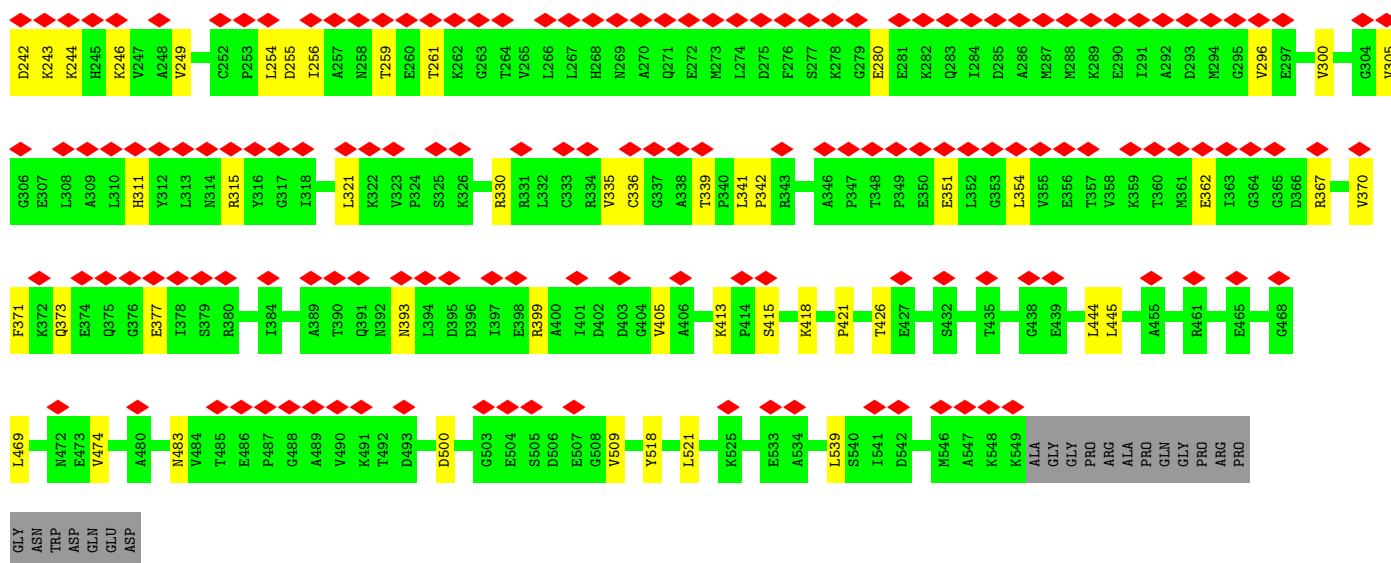 D242 K243 K244 H245 K246 V247 A248 V249 C252 P253 L254 D255 I256 A257 N258 T259 E260 T261 K262 G263 T264 V265 L266 L267 H268 N269 A270 Q271 E272 M273 L274 D275 F276 S277 K278 G279 E280 E281 K282 Q283 I284 D285 A286 M287 M288 K289 E290 I291 A292 D293 M294 G295 V296 E297 V300 G304 V305
G306 E307 L308 A309 L310 H311 Y312 L313 N314 R315 Y316 G317 I318 L321 K322 V323 P324 S325 K326 R330 R331 L332 C333 R334 V335 C336 G337 A338 T339 P340 L341 P342 R343 A346 P347 T348 P349 E350 E351 L352 G353 L354 V355 E356 T357 V358 K359 T360 M361 E362 I363 G364 G365 D366 R367 V370
F371 K372 Q373 E374 Q375 G376 E377 I378 S379 R380 I384 A389 T390 Q391 N392 N393 L394 D395 D396 I397 E398 R399 A400 I401 D402 D403 G404 V405 A406 K413 P414 S415 K418 P421 T426 E427 S432 T435 G438 E439 L444 L445 A455 R461 E465 G468
L469 N472 E473 V474 A480 N483 V484 T485 E486 P487 G488 A489 V490 K491 T492 D493 D500 G503 E504 S505 D506 E507 G508 V509 Y518 L521 K525 E533 A534 L539 S540 I541 D542 M546 A547 K548 K549 ALA GLY GLY PRO ARG ALA PRO GLN GLY PRO ARG PRO
GLY ASN TRP ASP GLN GLU ASP